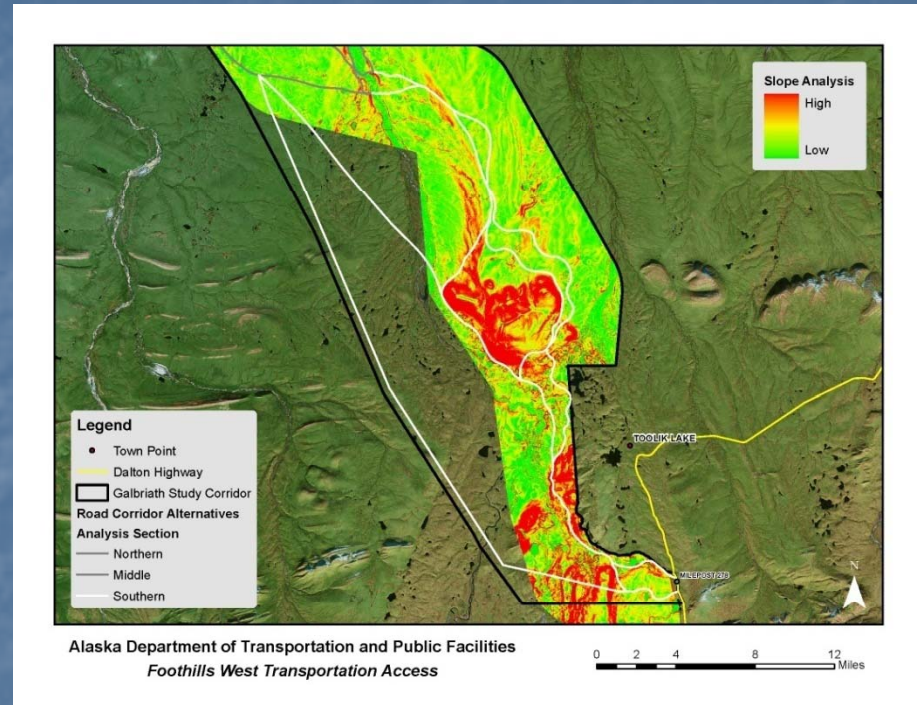 Slope Analysis
High
Low
TOOLIK LAKE
MILEPOST 278
Legend
Town Point
Dalton Highway
Galbriath Study Corridor
Road Corridor Alternatives
Analysis Section
Northern
Middle
Southern
N
Alaska Department of Transportation and Public Facilities
Foothills West Transportation Access
0 2 4 8 12
Miles